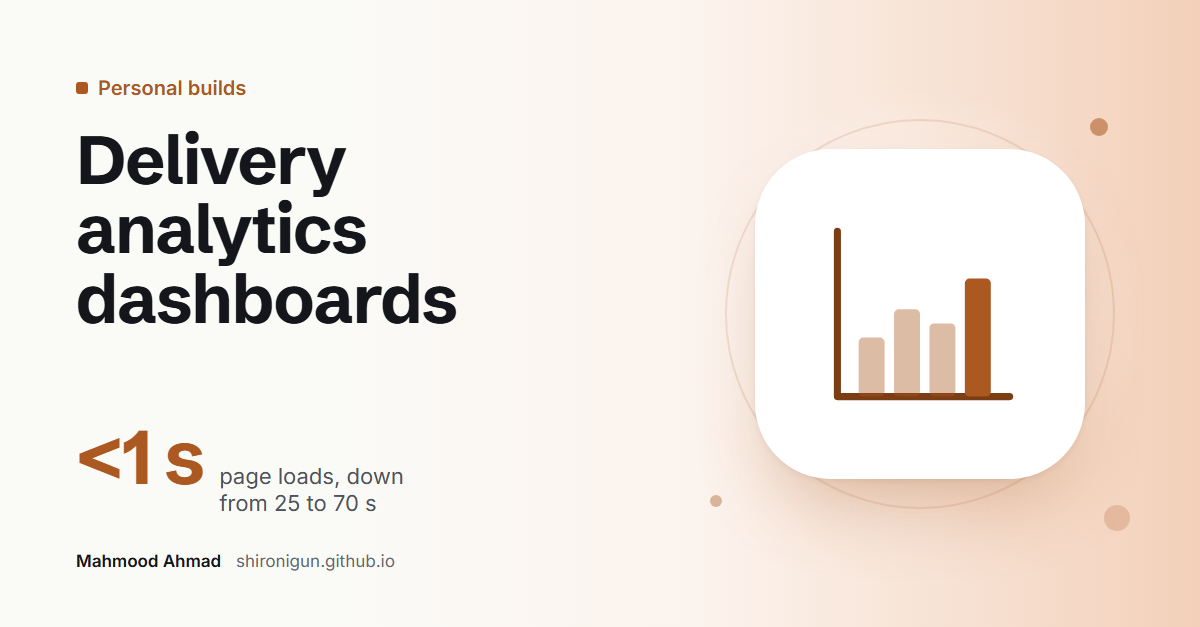 Personal builds
Delivery
analytics
dashboards
<1 s page loads, down
from 25 to 70 s
Mahmood Ahmad shironigun.github.io